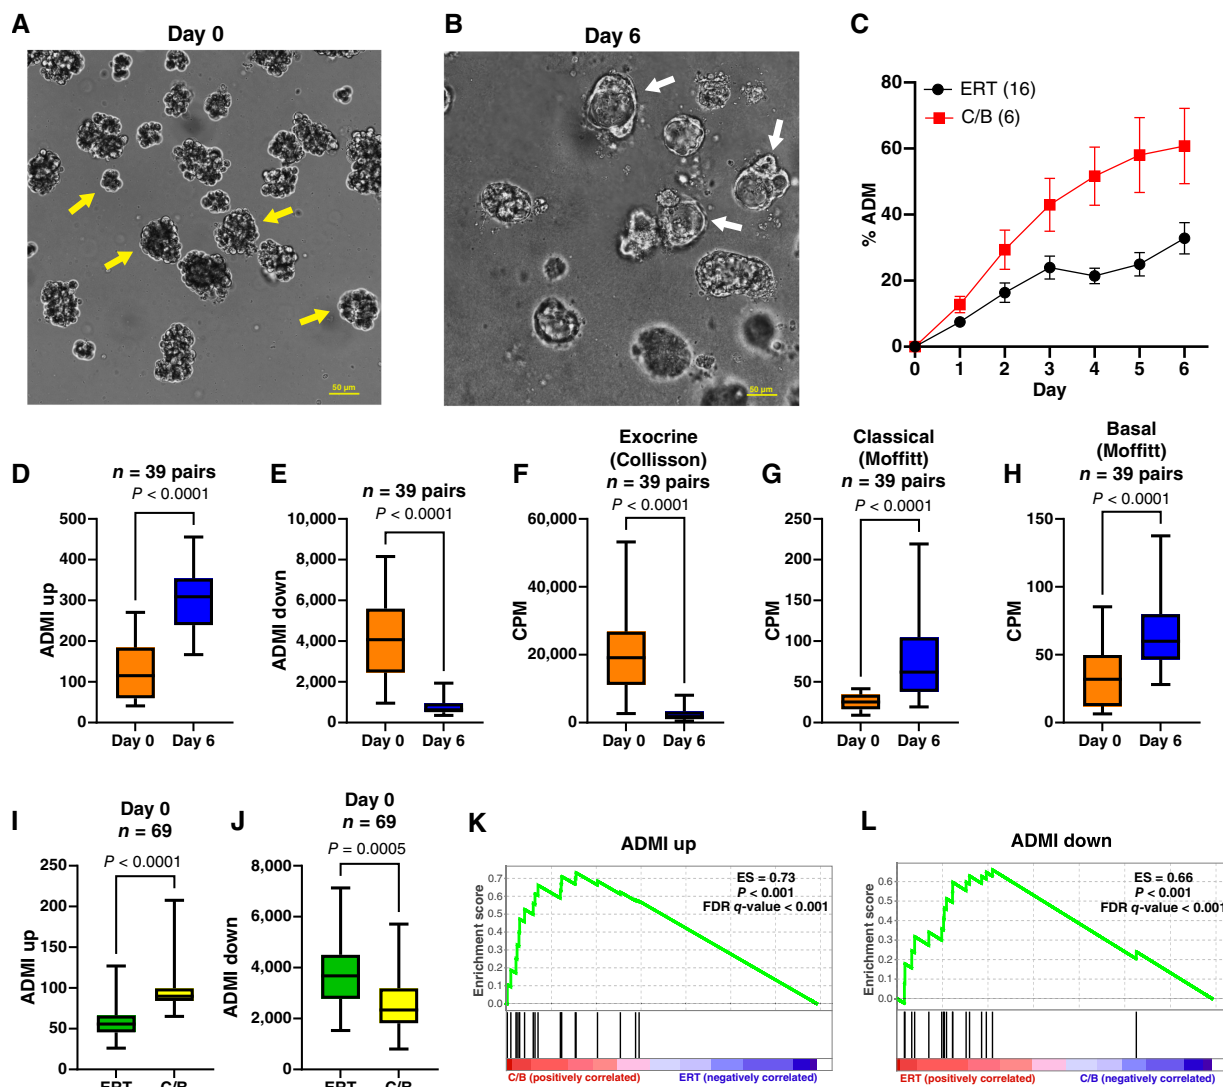 A
Day 0
50 µm
B
Day 6
50 µm
C
ERT (16)
C/B (6)
% ADM
80
60
40
20
0
0 1 2 3 4 5 6
Day
D
n = 39 pairs
P < 0.0001
ADMI up
500
400
300
200
100
0
Day 0 Day 6
E
n = 39 pairs
P < 0.0001
ADMI down
10,000
8,000
6,000
4,000
2,000
0
Day 0 Day 6
F
Exocrine
(Collisson)
n = 39 pairs
P < 0.0001
CPM
60,000
40,000
20,000
0
Day 0 Day 6
G
Classical
(Moffitt)
n = 39 pairs
P < 0.0001
CPM
250
200
150
100
50
0
Day 0 Day 6
H
Basal
(Moffitt)
n = 39 pairs
P < 0.0001
CPM
150
100
50
0
Day 0 Day 6
I
Day 0
n = 69
P < 0.0001
ADMI up
250
200
150
100
50
0
ERT C/B
J
Day 0
n = 69
P = 0.0005
ADMI down
8,000
6,000
4,000
2,000
0
ERT C/B
K
ADMI up
ES = 0.73
P < 0.001
FDR q-value < 0.001
Enrichment score
0.7
0.6
0.5
0.4
0.3
0.2
0.1
0.0
C/B (positively correlated) ERT (negatively correlated)
L
ADMI down
ES = 0.66
P < 0.001
FDR q-value < 0.001
Enrichment score
0.6
0.5
0.4
0.3
0.2
0.1
0.0
ERT (positively correlated) C/B (negatively correlated)